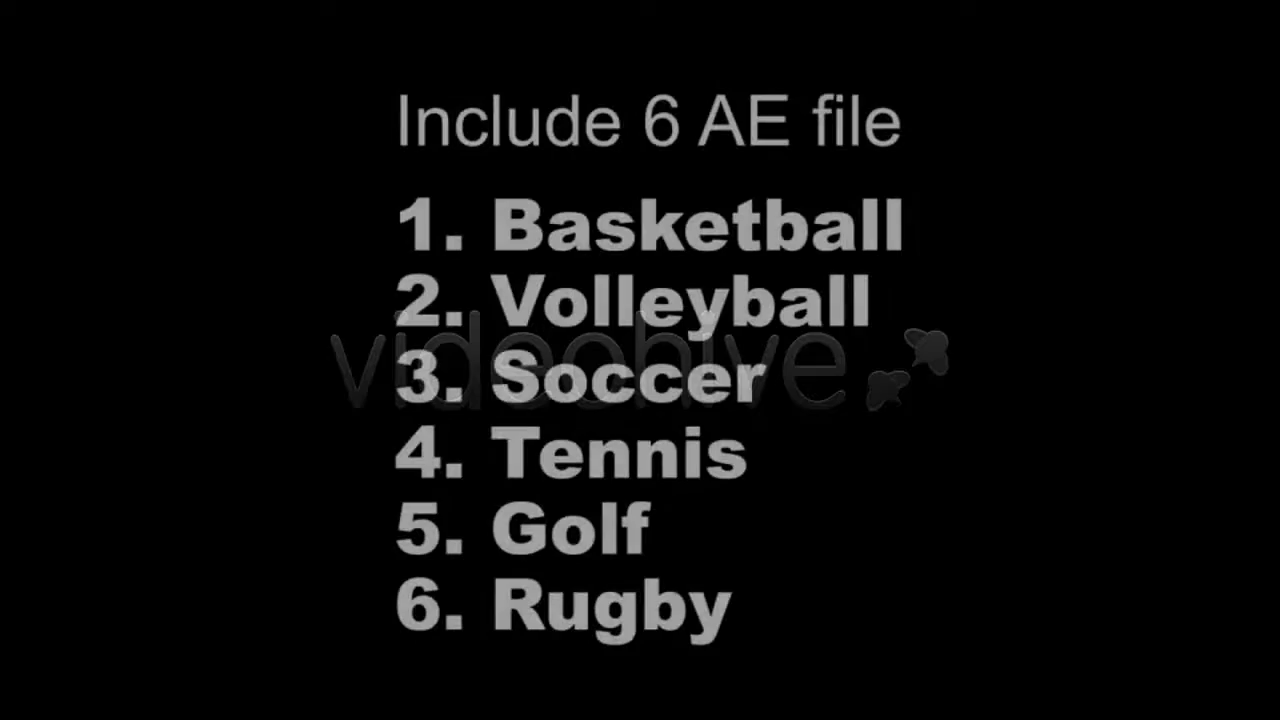 Include 6 AE file
1. Basketball
2. Volleyball
videohive
3. Soccer
4. Tennis
5. Golf
6. Rugby